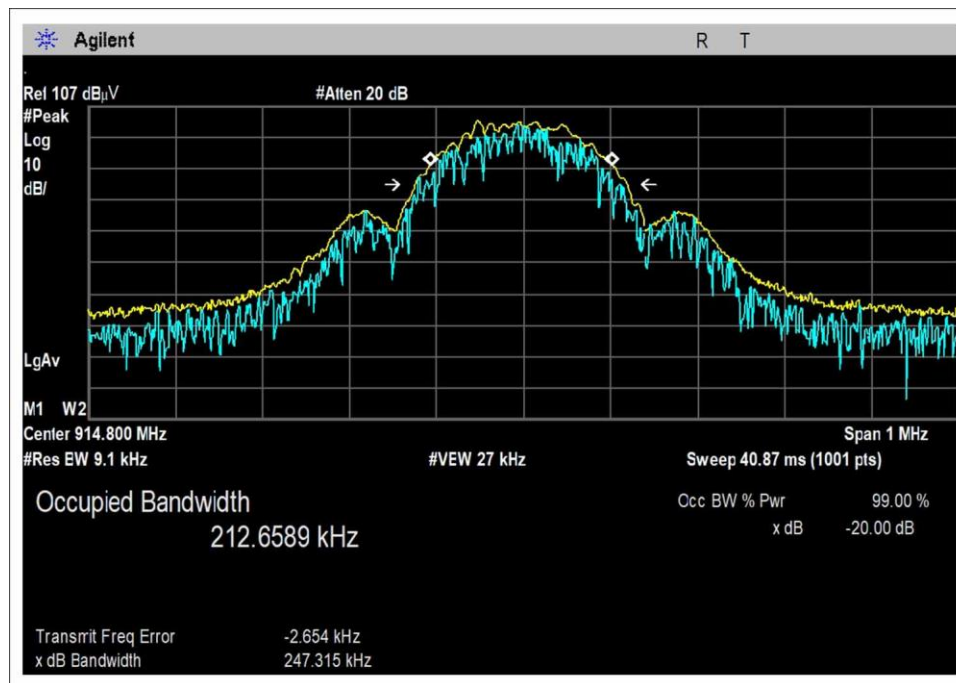 Agilent R T
Ref 107 dBµV #Atten 20 dB
#Peak
Log
10
dB/
LgAv
M1 W2
Center 914.800 MHz Span 1 MHz
#Res BW 9.1 kHz #VBW 27 kHz Sweep 40.87 ms (1001 pts)
Occupied Bandwidth Occ BW % Pwr 99.00 %
212.6589 kHz x dB -20.00 dB
Transmit Freq Error -2.654 kHz
x dB Bandwidth 247.315 kHz